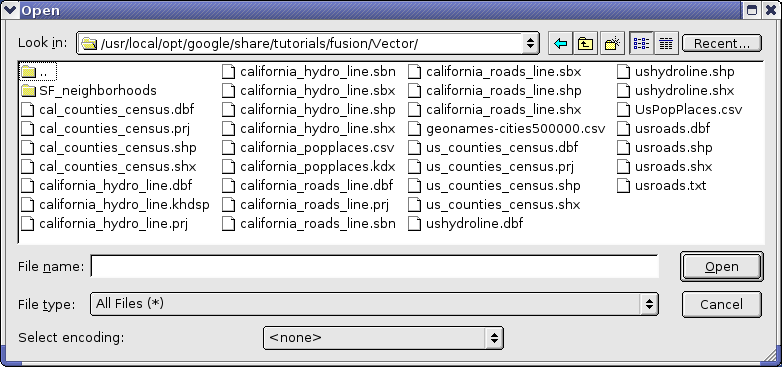 Open
Look in: /usr/local/opt/google/share/tutorials/fusion/Vector/ Recent...
.. california_hydro_line.sbn california_roads_line.sbx ushydroline.shp
SF_neighborhoods california_hydro_line.sbx california_roads_line.shp ushydroline.shx
cal_counties_census.dbf california_hydro_line.shp california_roads_line.shx UsPopPlaces.csv
cal_counties_census.prj california_hydro_line.shx geonames-cities500000.csv usroads.dbf
cal_counties_census.shp california_popplaces.csv us_counties_census.dbf usroads.shp
cal_counties_census.shx california_popplaces.kdx us_counties_census.prj usroads.shx
california_hydro_line.dbf california_roads_line.dbf us_counties_census.shp usroads.txt
california_hydro_line.khdsp california_roads_line.prj us_counties_census.shx
california_hydro_line.prj california_roads_line.sbn ushydroline.dbf
File name: Open
File type: All Files (*) Cancel
Select encoding: <none>